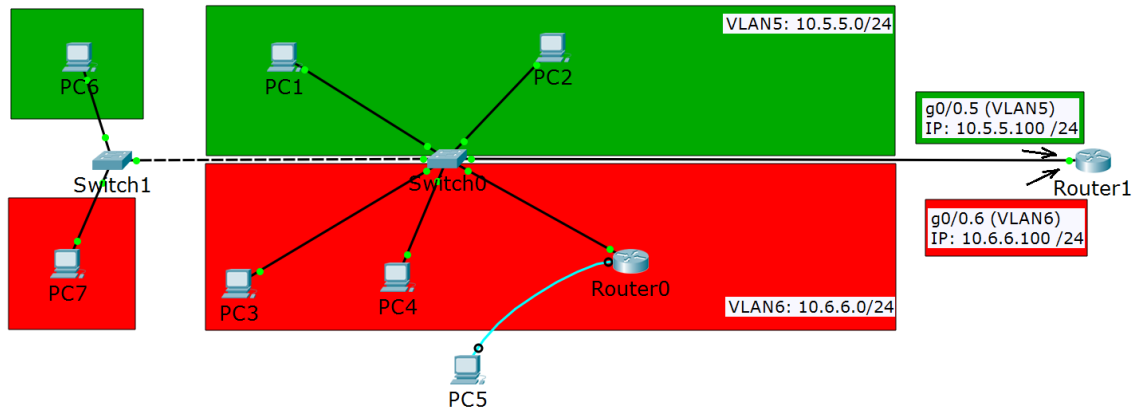 VLAN5: 10.5.5.0/24
PC6
PC1
PC2
g0/0.5 (VLAN5)
IP: 10.5.5.100 /24
Switch1
Switch0
Router1
g0/0.6 (VLAN6)
IP: 10.6.6.100 /24
PC7
PC3
PC4
Router0
VLAN6: 10.6.6.0/24
PC5